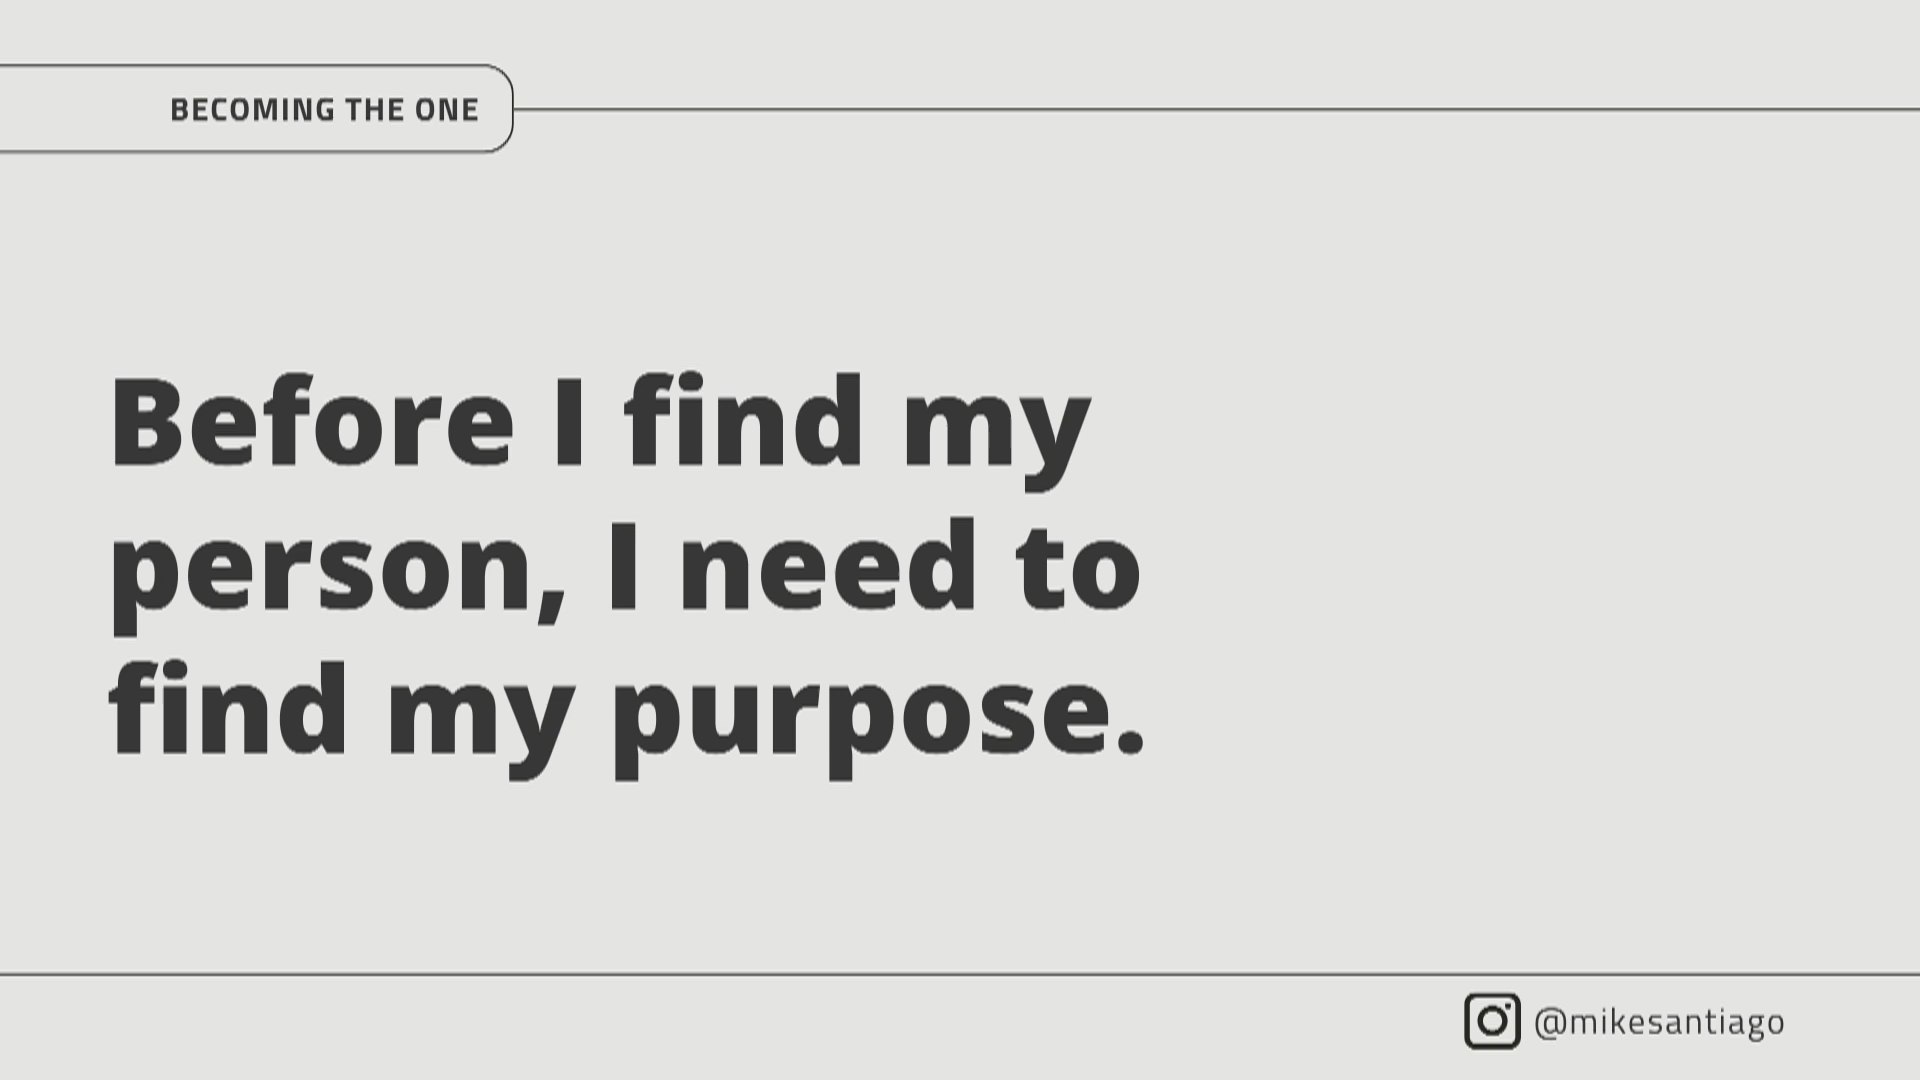 BECOMING THE ONE
Before I find my
person, I need to
find my purpose.
@mikesantiago